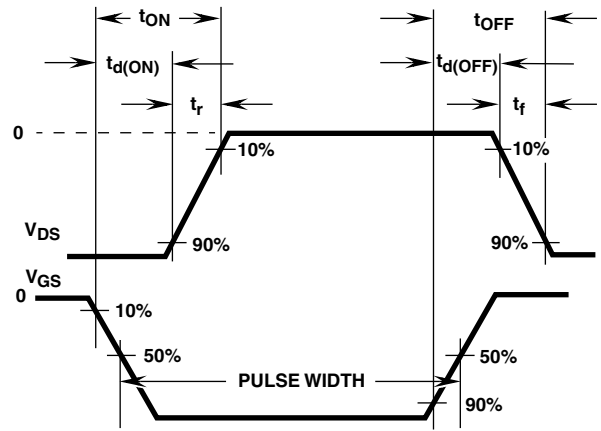 tON
tOFF
td(ON)
td(OFF)
tr
tf
0
10%
10%
VDS
90%
90%
VGS
0
10%
50%
50%
PULSE WIDTH
90%